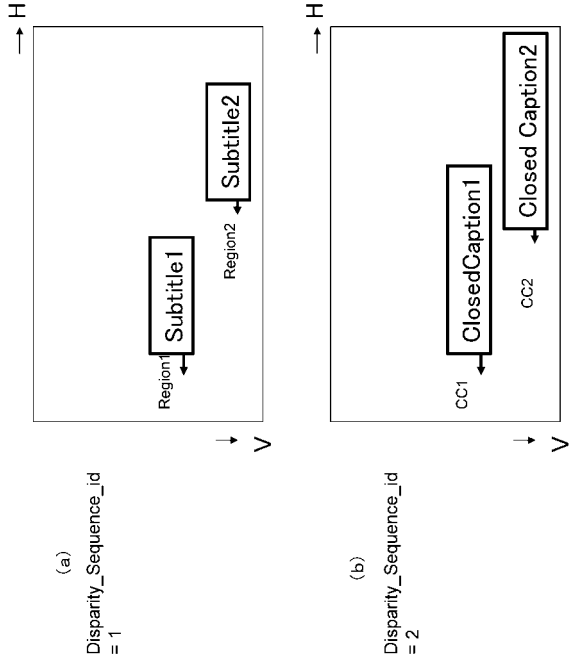 (a)
Disparity_Sequence_id
= 1
H
V
Region1
Subtitle1
Region2
Subtitle2
(b)
Disparity_Sequence_id
= 2
H
V
CC1
ClosedCaption1
CC2
Closed Caption2